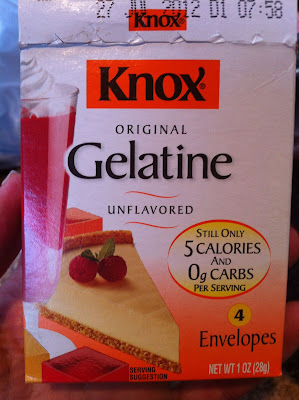 27 JUL 2012 D1 07:58
Knox
Knox®
ORIGINAL
Gelatine
UNFLAVORED
STILL ONLY
5 CALORIES
AND
0g CARBS
PER SERVING
4
Envelopes
SERVING
SUGGESTION
NET WT 1 OZ (28g)